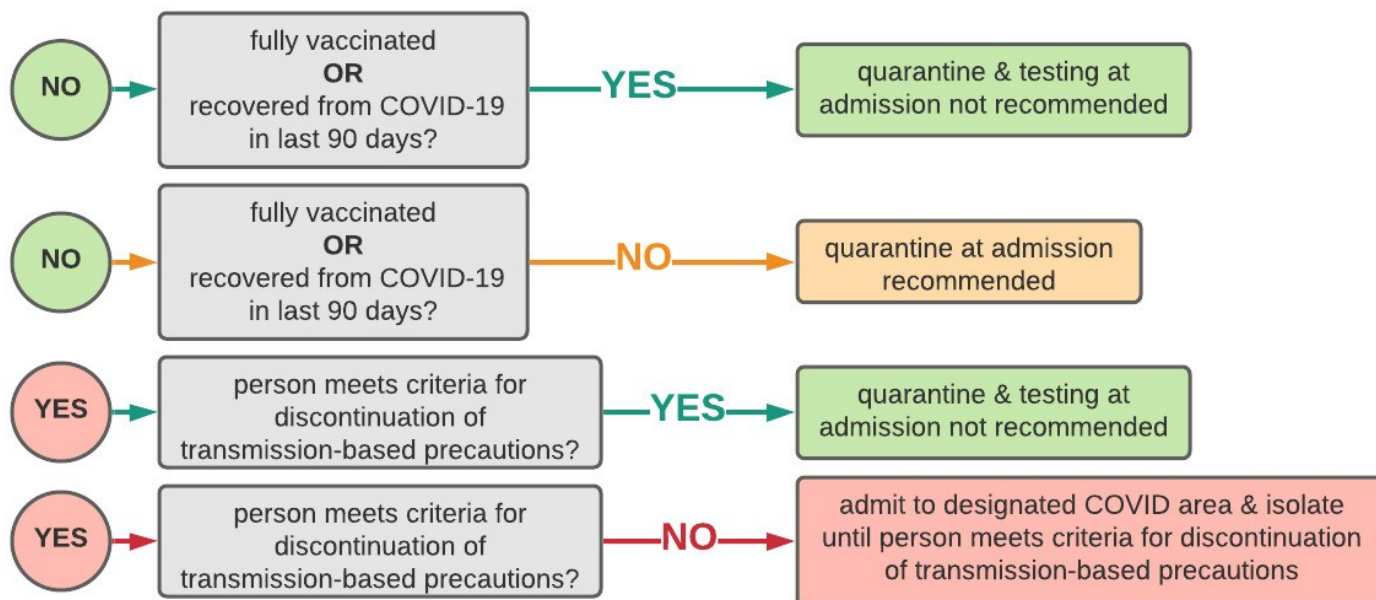 NO
fully vaccinated
OR
recovered from COVID-19
in last 90 days?
YES
quarantine & testing at
admission not recommended
NO
fully vaccinated
OR
recovered from COVID-19
in last 90 days?
NO
quarantine at admission
recommended
YES
person meets criteria for
discontinuation of
transmission-based precautions?
YES
quarantine & testing at
admission not recommended
YES
person meets criteria for
discontinuation of
transmission-based precautions?
NO
admit to designated COVID area & isolate
until person meets criteria for discontinuation
of transmission-based precautions